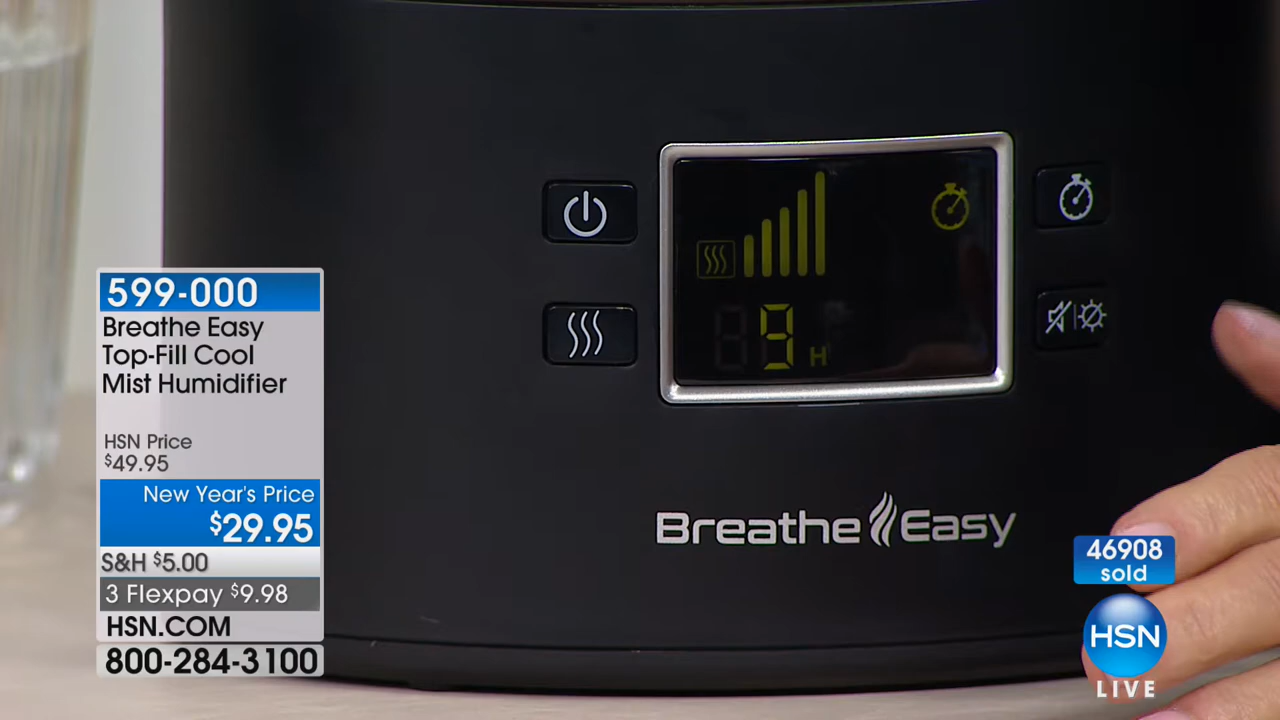 599-000
Breathe Easy
Top-Fill Cool
Mist Humidifier
HSN Price
$49.95
New Year's Price
$29.95
S&H $5.00
3 Flexpay $9.98
HSN.COM
800-284-3100
9 H
Breathe Easy
46908
sold
HSN
LIVE